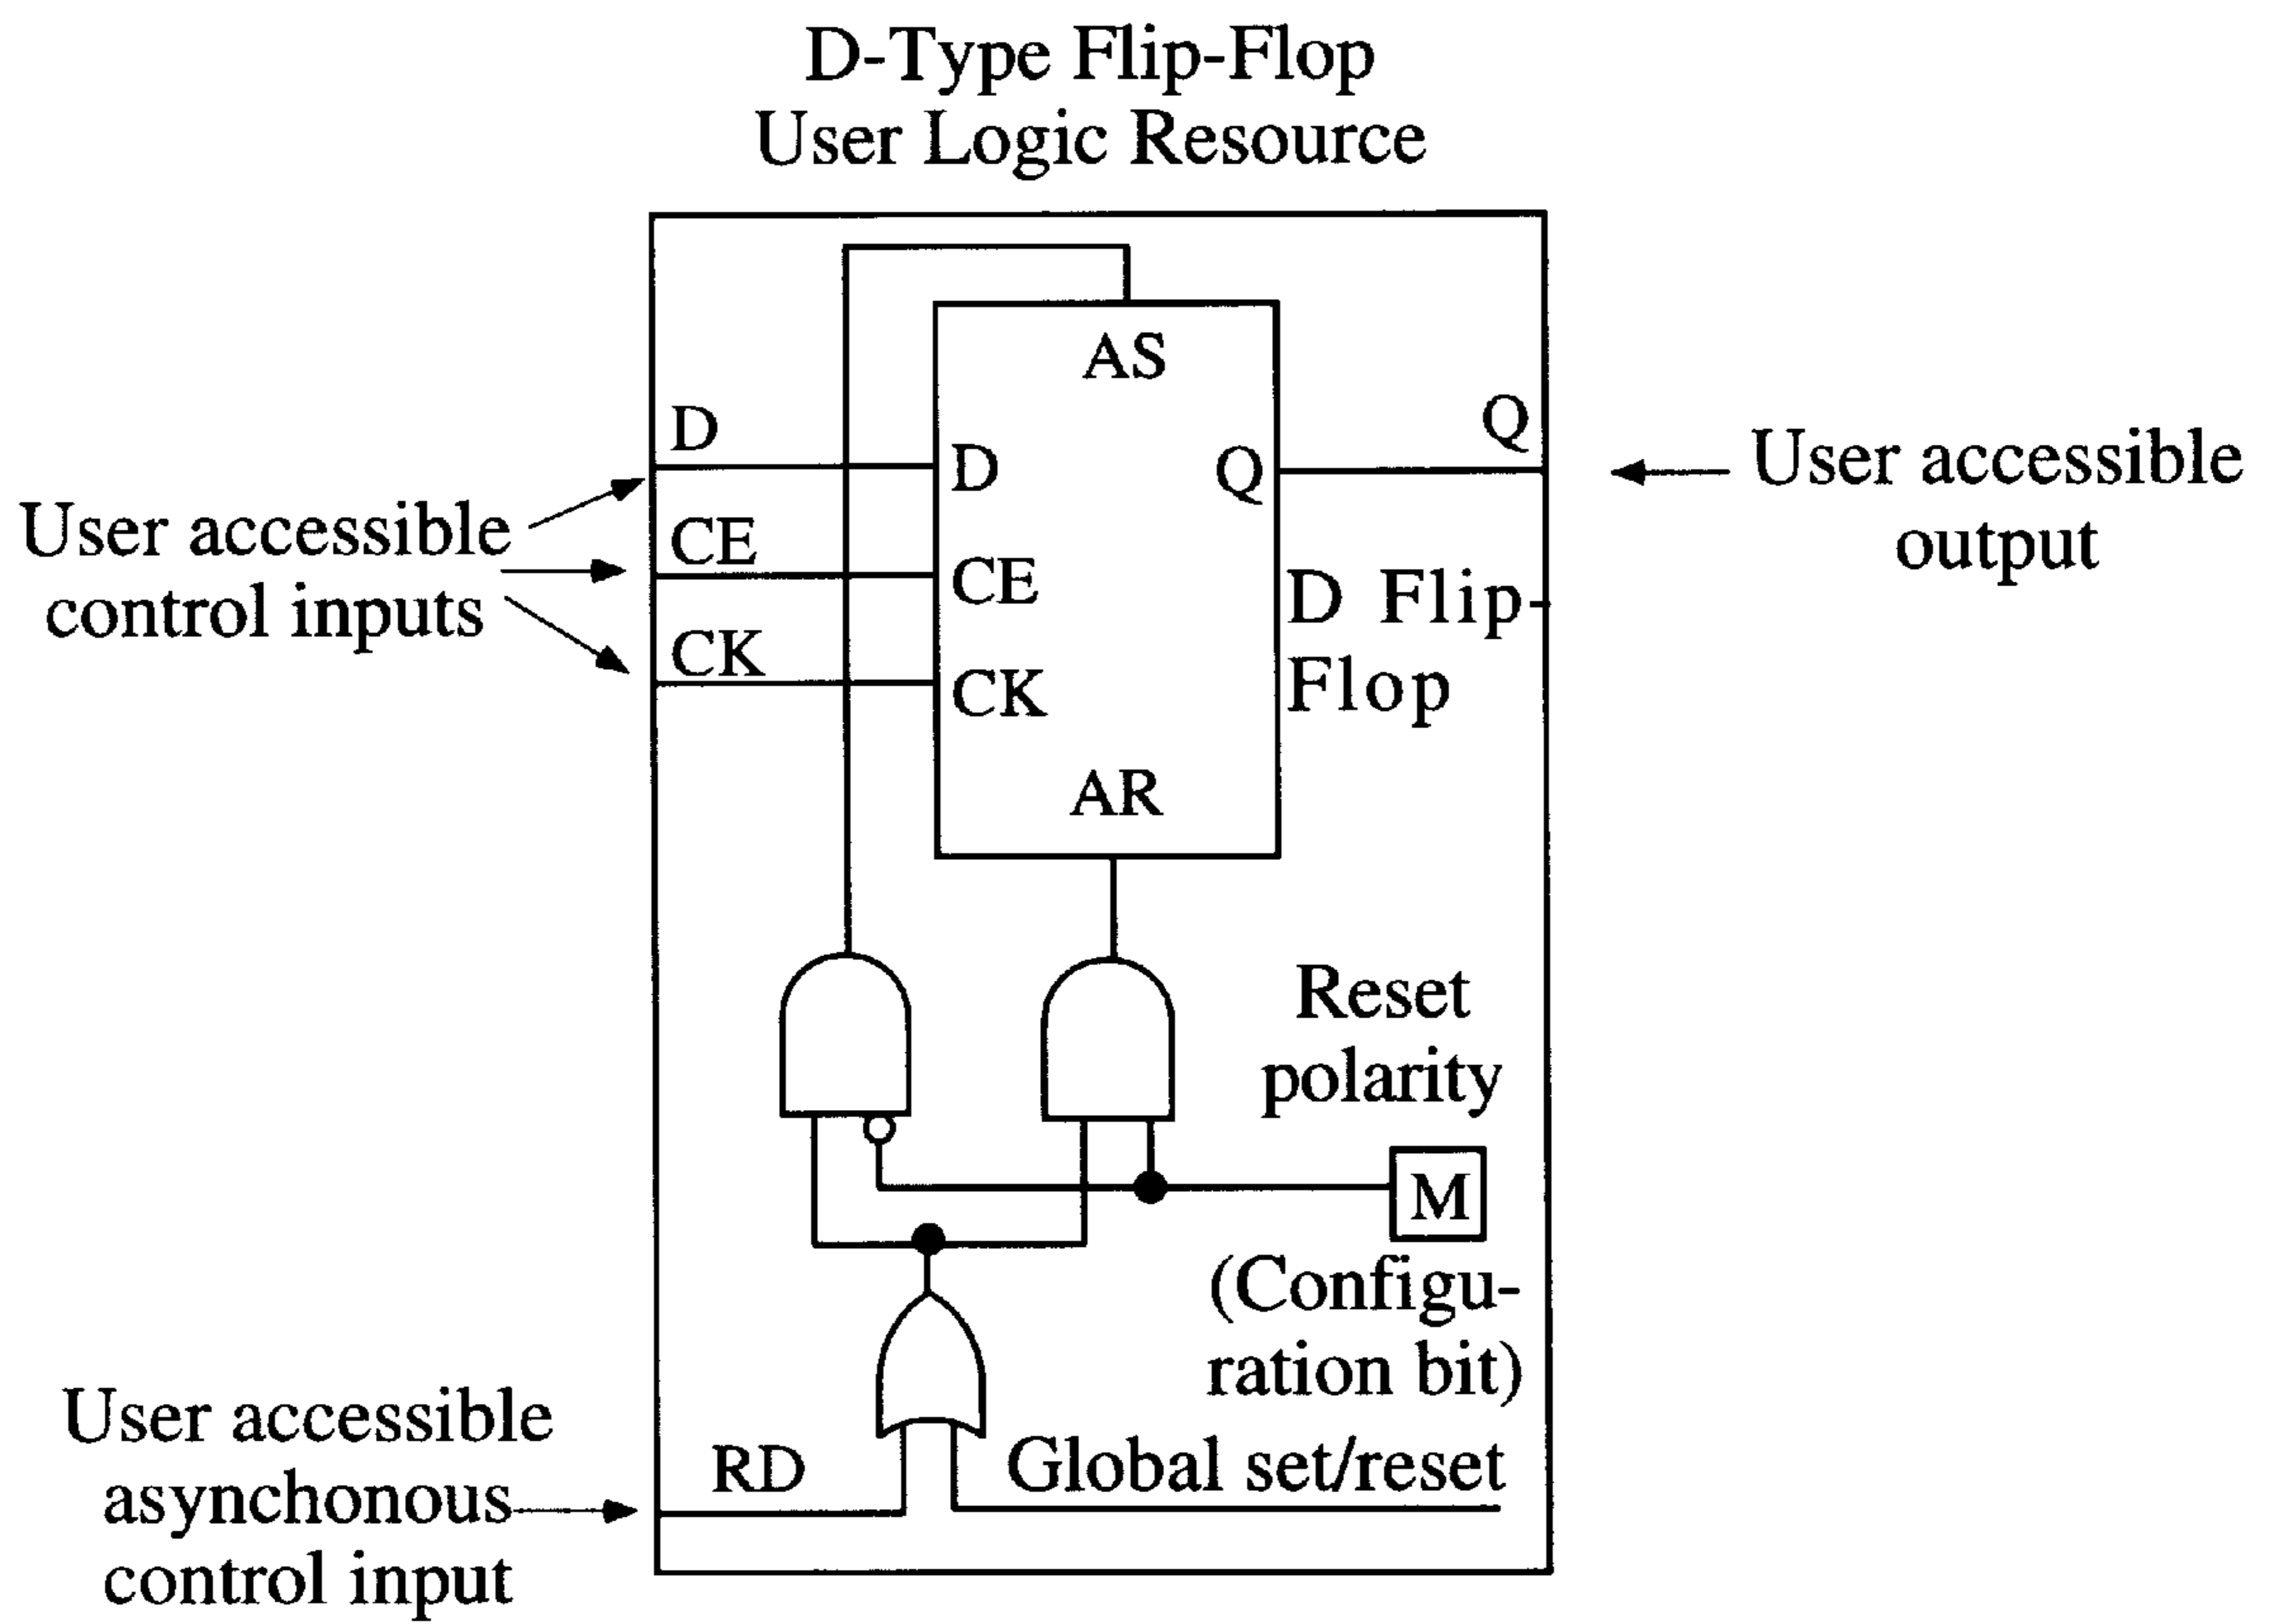 D-Type Flip-Flop
User Logic Resource
AS
D
D
Q
Q
User accessible
output
User accessible
control inputs
CE
CE
CK
CK
D Flip-
Flop
AR
Reset
polarity
M
(Configu-
ration bit)
User accessible
asynchonous
control input
RD
Global set/reset